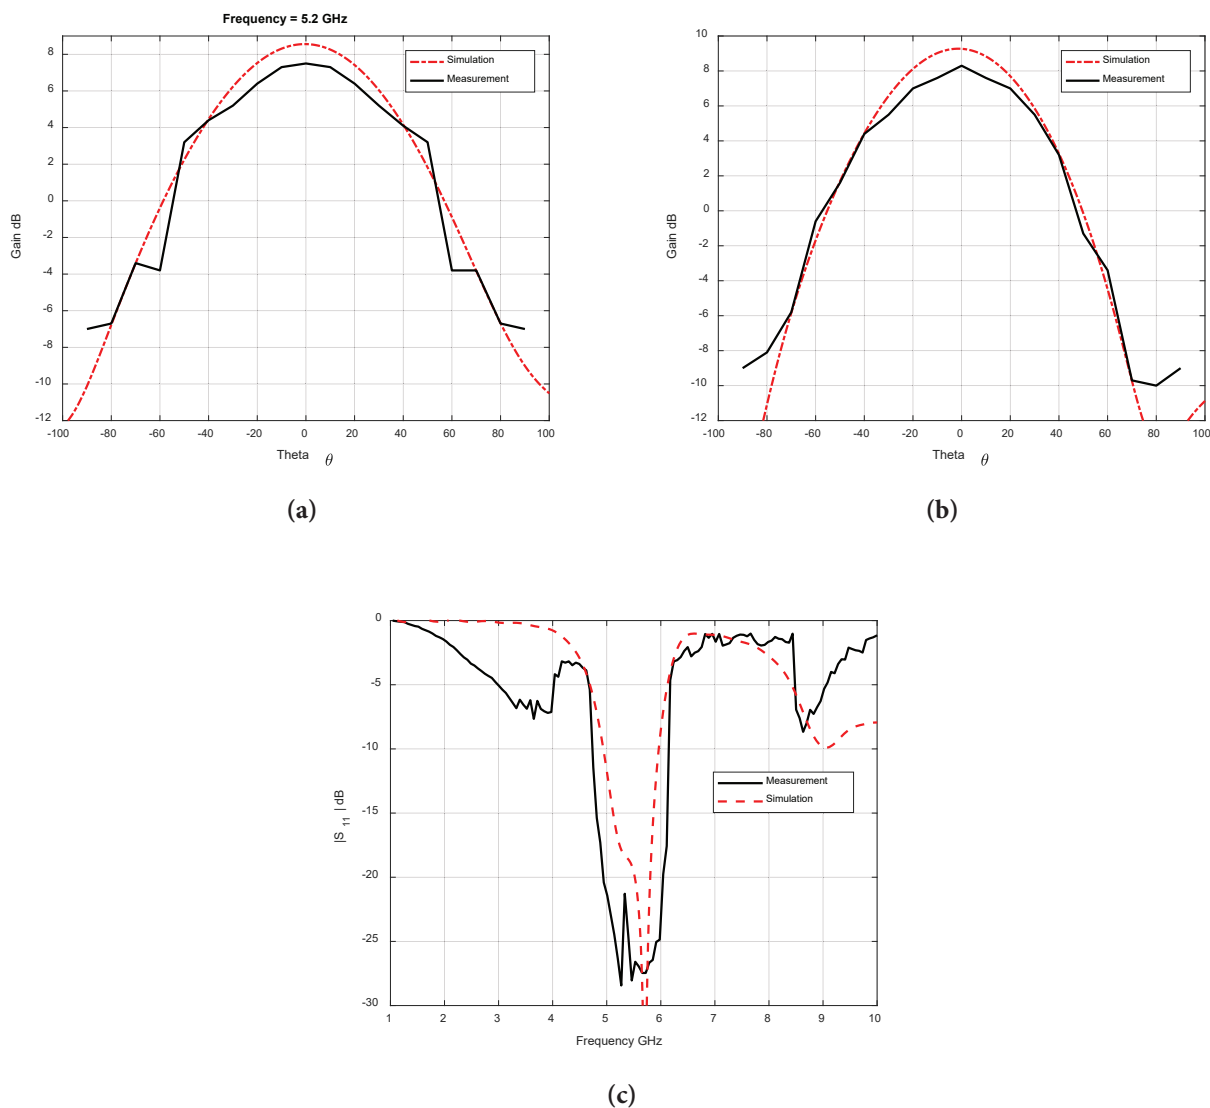 Frequency = 5.2 GHz
8
6
4
2
0
-2
-4
-6
-8
-10
-12
Gain dB
Simulation
Measurement
-100 -80 -60 -40 -20 0 20 40 60 80 100
Theta θ
(a)
10
8
6
4
2
0
-2
-4
-6
-8
-10
-12
Gain dB
Simulation
Measurement
-100 -80 -60 -40 -20 0 20 40 60 80 100
Theta θ
(b)
0
-5
-10
-15
-20
-25
-30
|S 11 | dB
Measurement
Simulation
1 2 3 4 5 6 7 8 9 10
Frequency GHz
(c)